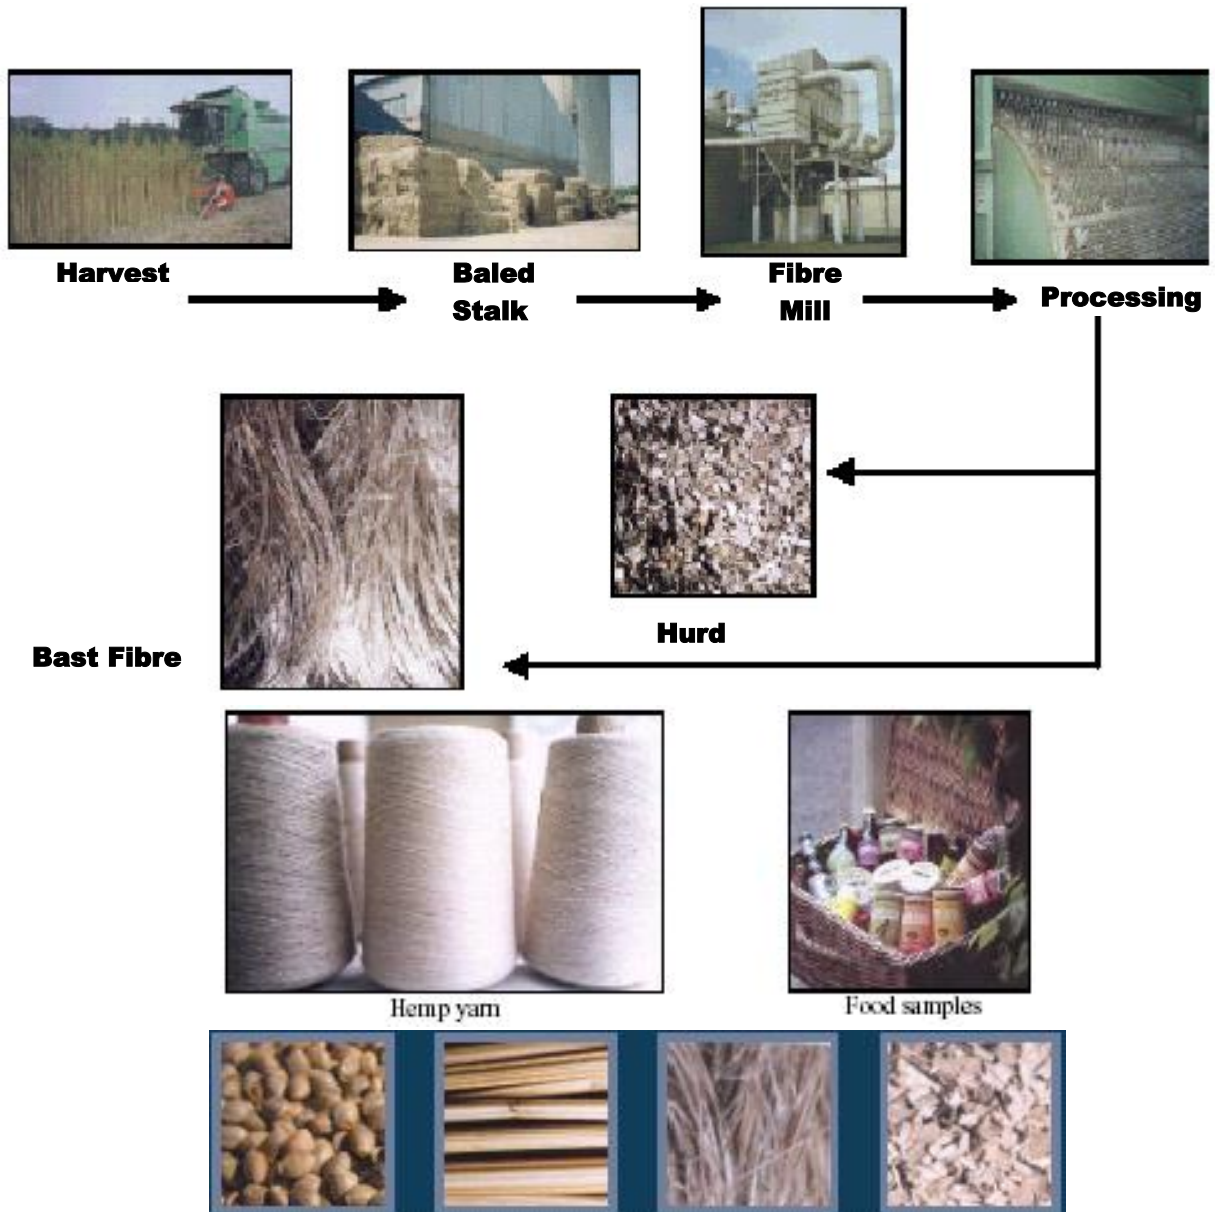 Harvest
Baled
Stalk
Fibre
Mill
Processing
Hurd
Bast Fibre
Hemp yarn
Food samples